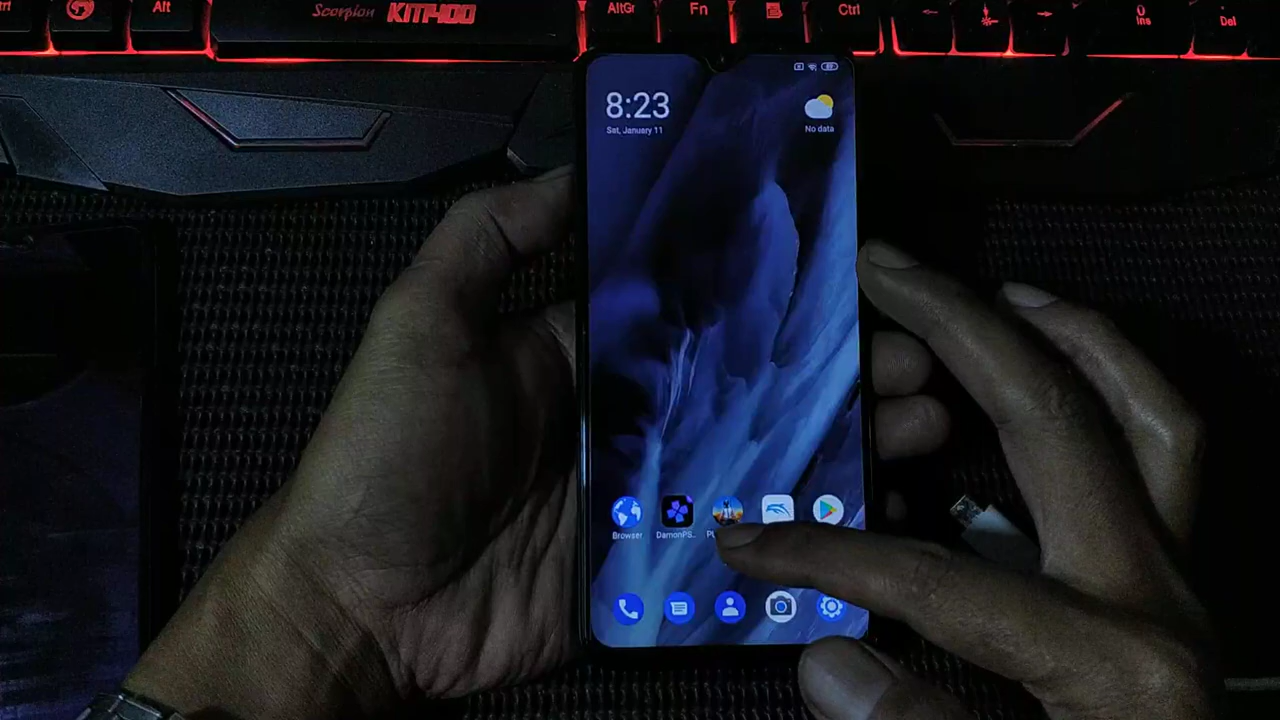 Alt
Scorpion KM400
AltGr
Fn
Ctrl
Ins
Del
8:23
Sat, January 11
No data
Browser
DamonPS..